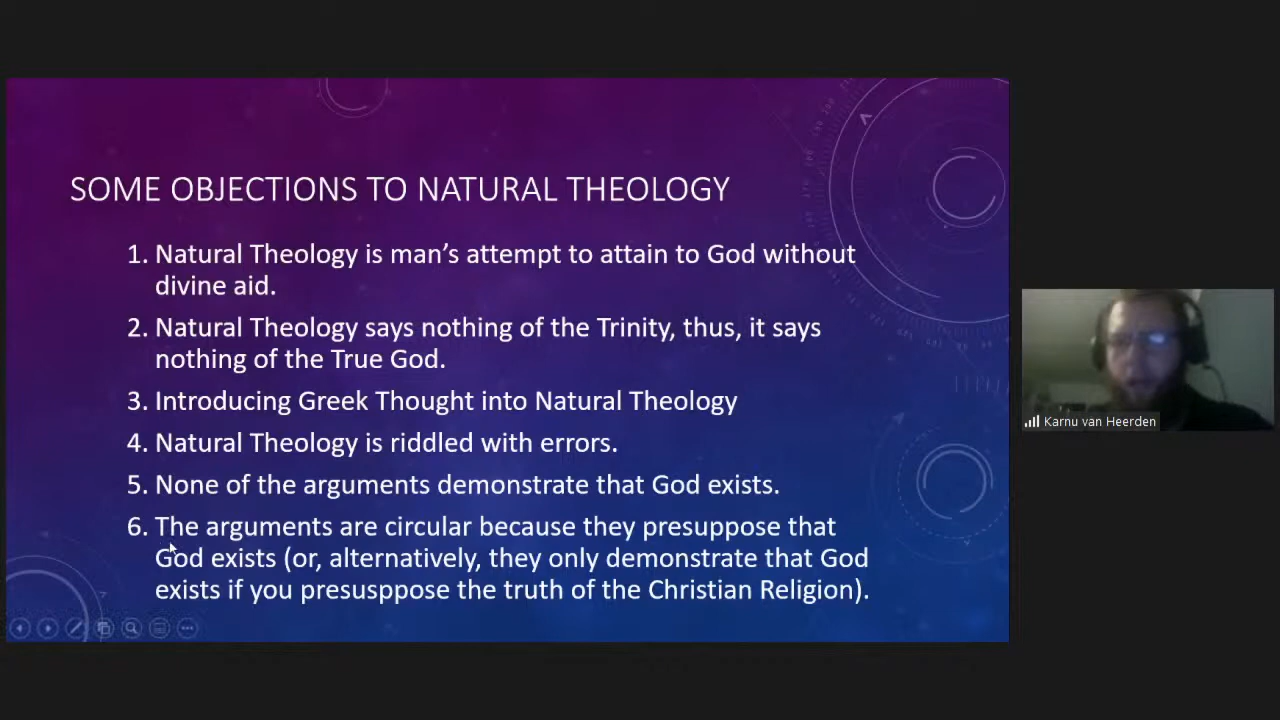 SOME OBJECTIONS TO NATURAL THEOLOGY
1. Natural Theology is man's attempt to attain to God without
divine aid.
2. Natural Theology says nothing of the Trinity, thus, it says
nothing of the True God.
3. Introducing Greek Thought into Natural Theology
4. Natural Theology is riddled with errors.
5. None of the arguments demonstrate that God exists.
6. The arguments are circular because they presuppose that
God exists (or, alternatively, they only demonstrate that God
exists if you presusppose the truth of the Christian Religion).
Karnu van Heerden